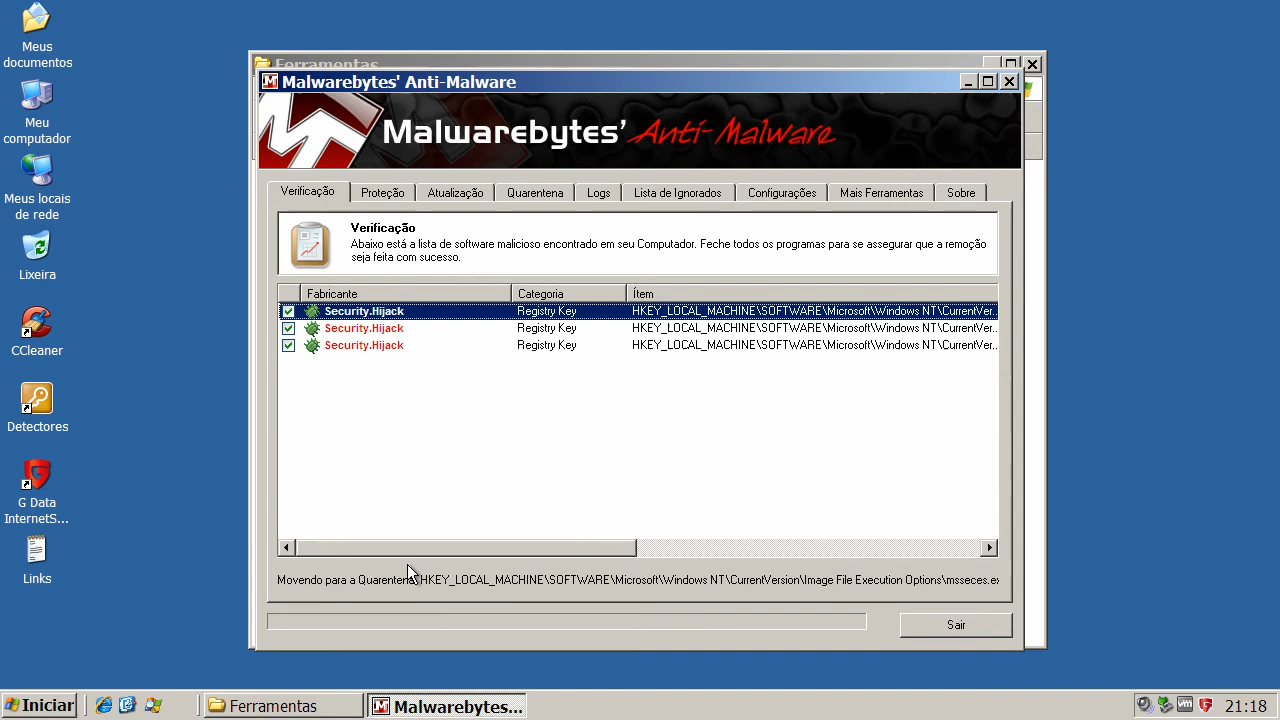 Meus
documentos
Meu
computador
Meus locais
de rede
Lixeira
CCleaner
Detectores
G Data
InternetS...
Links
Ferramentas
Malwarebytes' Anti-Malware
Malwarebytes' Anti-Malware
Verificação Proteção Atualização Quarentena Logs Lista de Ignorados Configurações Mais Ferramentas Sobre
Verificação
Abaixo está a lista de software malicioso encontrado em seu Computador. Feche todos os programas para se assegurar que a remoção
seja feita com sucesso.
Fabricante Categoria Ítem
Security.Hijack Registry Key HKEY_LOCAL_MACHINE\SOFTWARE\Microsoft\Windows NT\CurrentVer...
Security.Hijack Registry Key HKEY_LOCAL_MACHINE\SOFTWARE\Microsoft\Windows NT\CurrentVer...
Security.Hijack Registry Key HKEY_LOCAL_MACHINE\SOFTWARE\Microsoft\Windows NT\CurrentVer...
Movendo para a Quarentena: HKEY_LOCAL_MACHINE\SOFTWARE\Microsoft\Windows NT\CurrentVersion\Image File Execution Options\msseces.ex
Sair
Iniciar Ferramentas Malwarebytes... 21:18